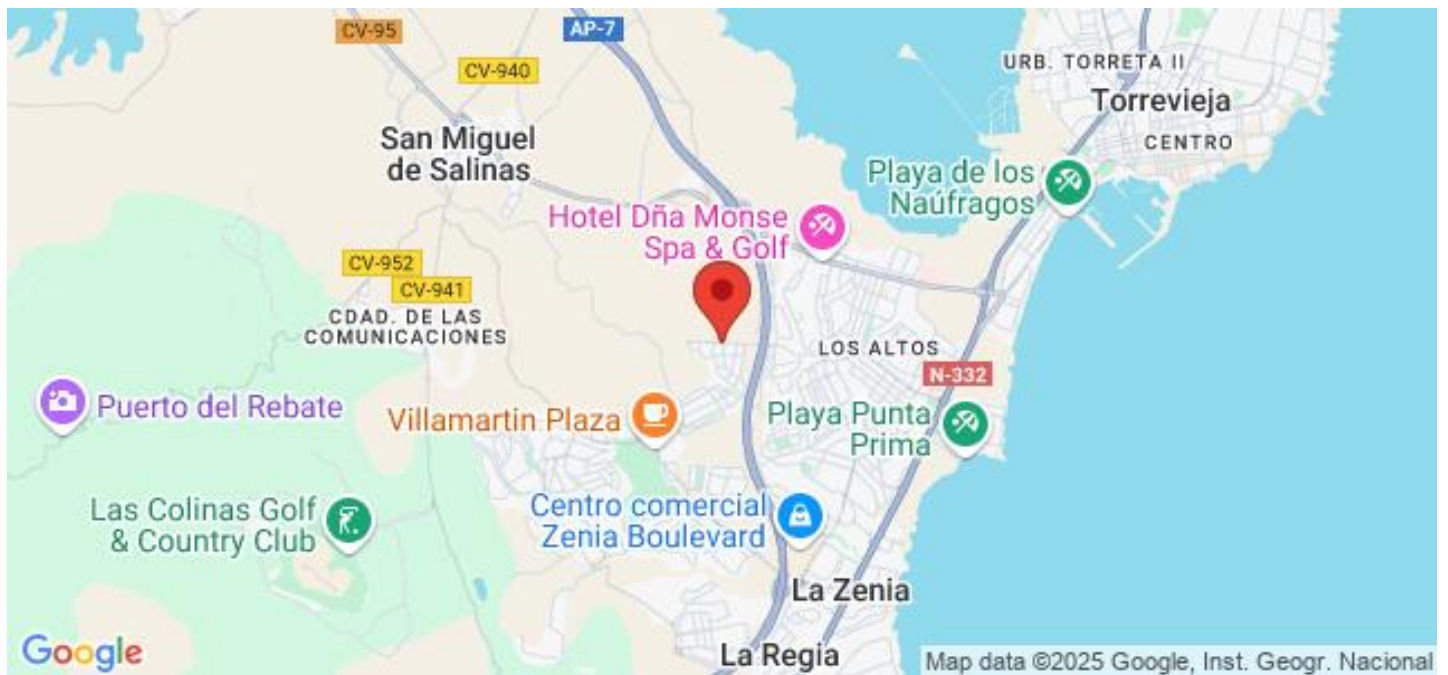 CV-95
AP-7
CV-940
URB. TORRETA II
Torrevieja
CENTRO
San Miguel
de Salinas
Playa de los
Naúfragos
Hotel Dña Monse
Spa & Golf
CV-952
CV-941
CDAD. DE LAS
COMUNICACIONES
LOS ALTOS
N-332
Puerto del Rebate
Villamartin Plaza
Playa Punta
Prima
Las Colinas Golf
& Country Club
Centro comercial
Zenia Boulevard
La Zenia
La Regia
Google
Map data ©2025 Google, Inst. Geogr. Nacional